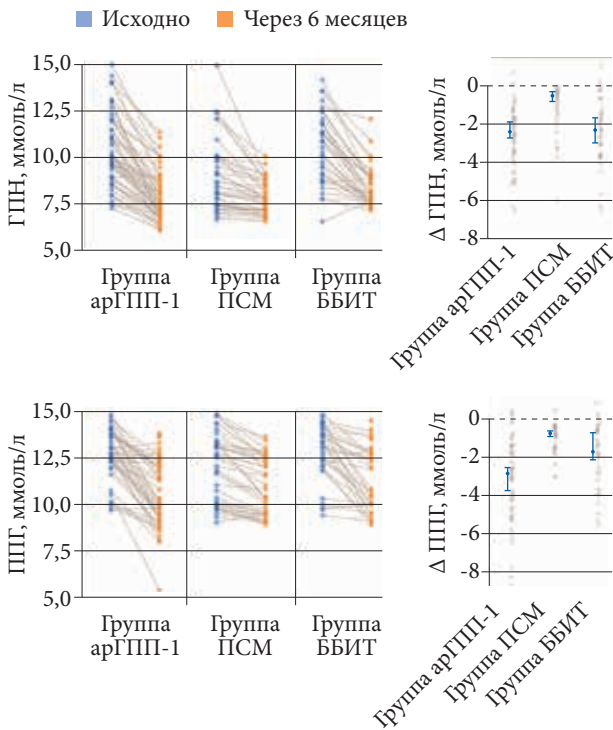 Исходно Через 6 месяцев
ГПН, ммоль/л
15,0
12,5
10,0
7,5
5,0
Группа
арГПП-1
Группа
ПСМ
Группа
ББИТ
Δ ГПН, ммоль/л
0
-2
-4
-6
-8
Группа арГПП-1
Группа ПСМ
Группа ББИТ
ППГ, ммоль/л
15,0
12,5
10,0
7,5
5,0
Группа
арГПП-1
Группа
ПСМ
Группа
ББИТ
Δ ППГ, ммоль/л
0
-2
-4
-6
-8
Группа арГПП-1
Группа ПСМ
Группа ББИТ